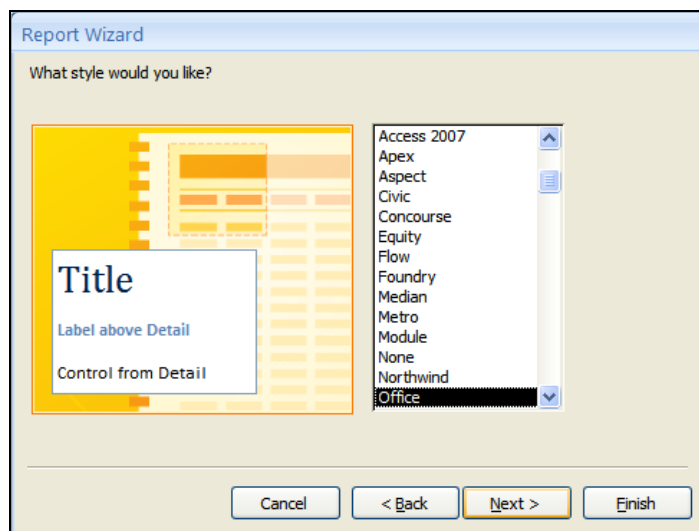 Report Wizard
What style would you like?
Title
Label above Detail
Control from Detail
Access 2007
Apex
Aspect
Civic
Concourse
Equity
Flow
Foundry
Median
Metro
Module
None
Northwind
Office
Cancel
< Back
Next >
Finish